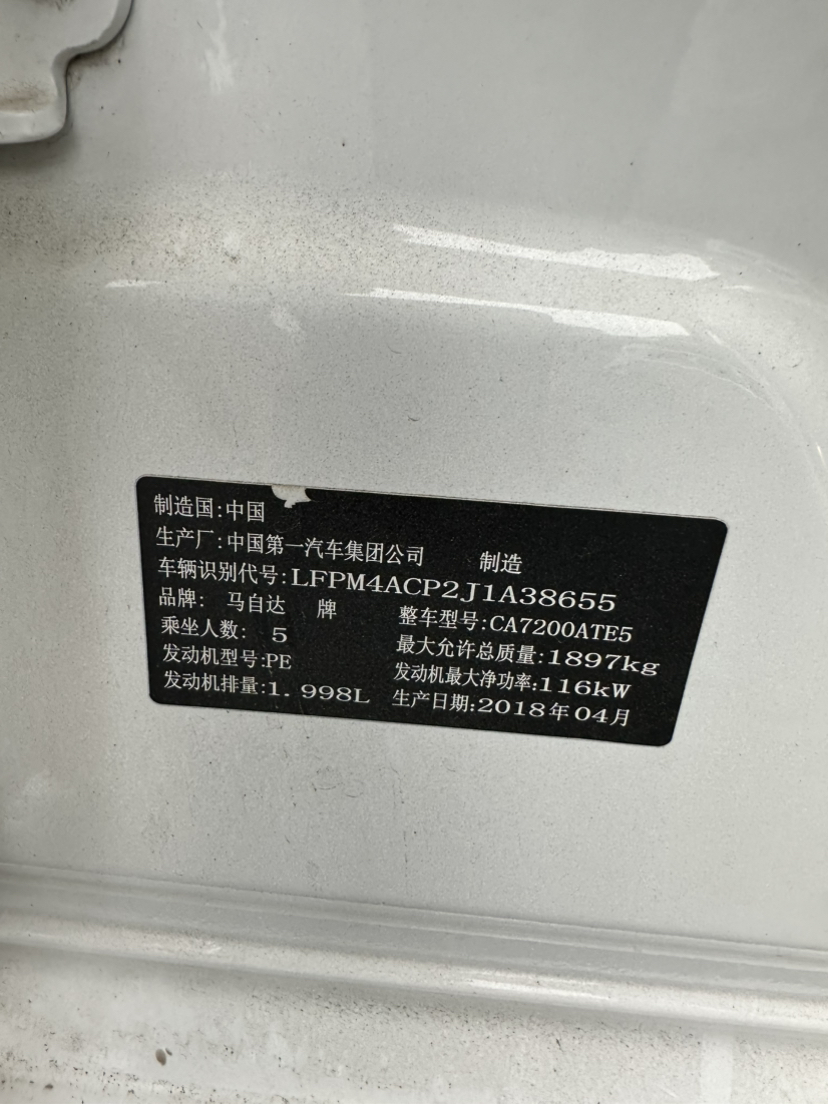 制造国:中国
生产厂:中国第一汽车集团公司 制造
车辆识别代号:LFPM4ACP2J1A38655
品牌: 马自达 牌 整车型号:CA7200ATE5
乘坐人数: 5 最大允许总质量:1897kg
发动机型号:PE 发动机最大净功率:116kW
发动机排量:1.998L 生产日期:2018年04月